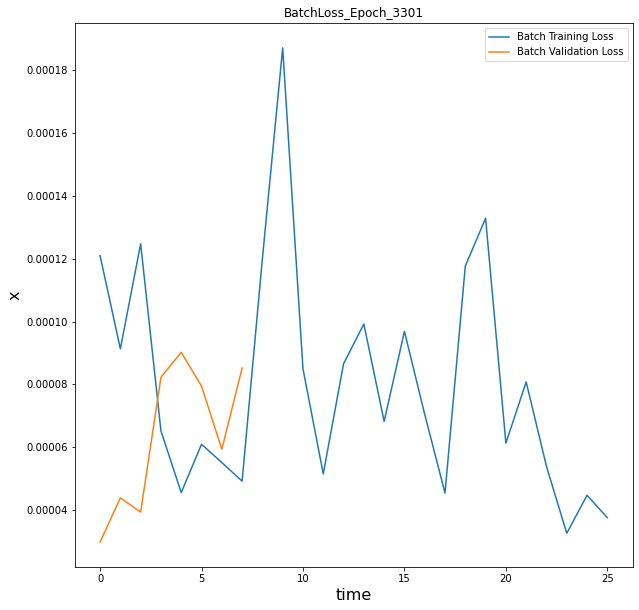 BatchLoss_Epoch_3301
Batch Training Loss
Batch Validation Loss
0.00018
0.00016
0.00014
0.00012
0.00010
0.00008
0.00006
0.00004
x
0 5 10 15 20 25
time